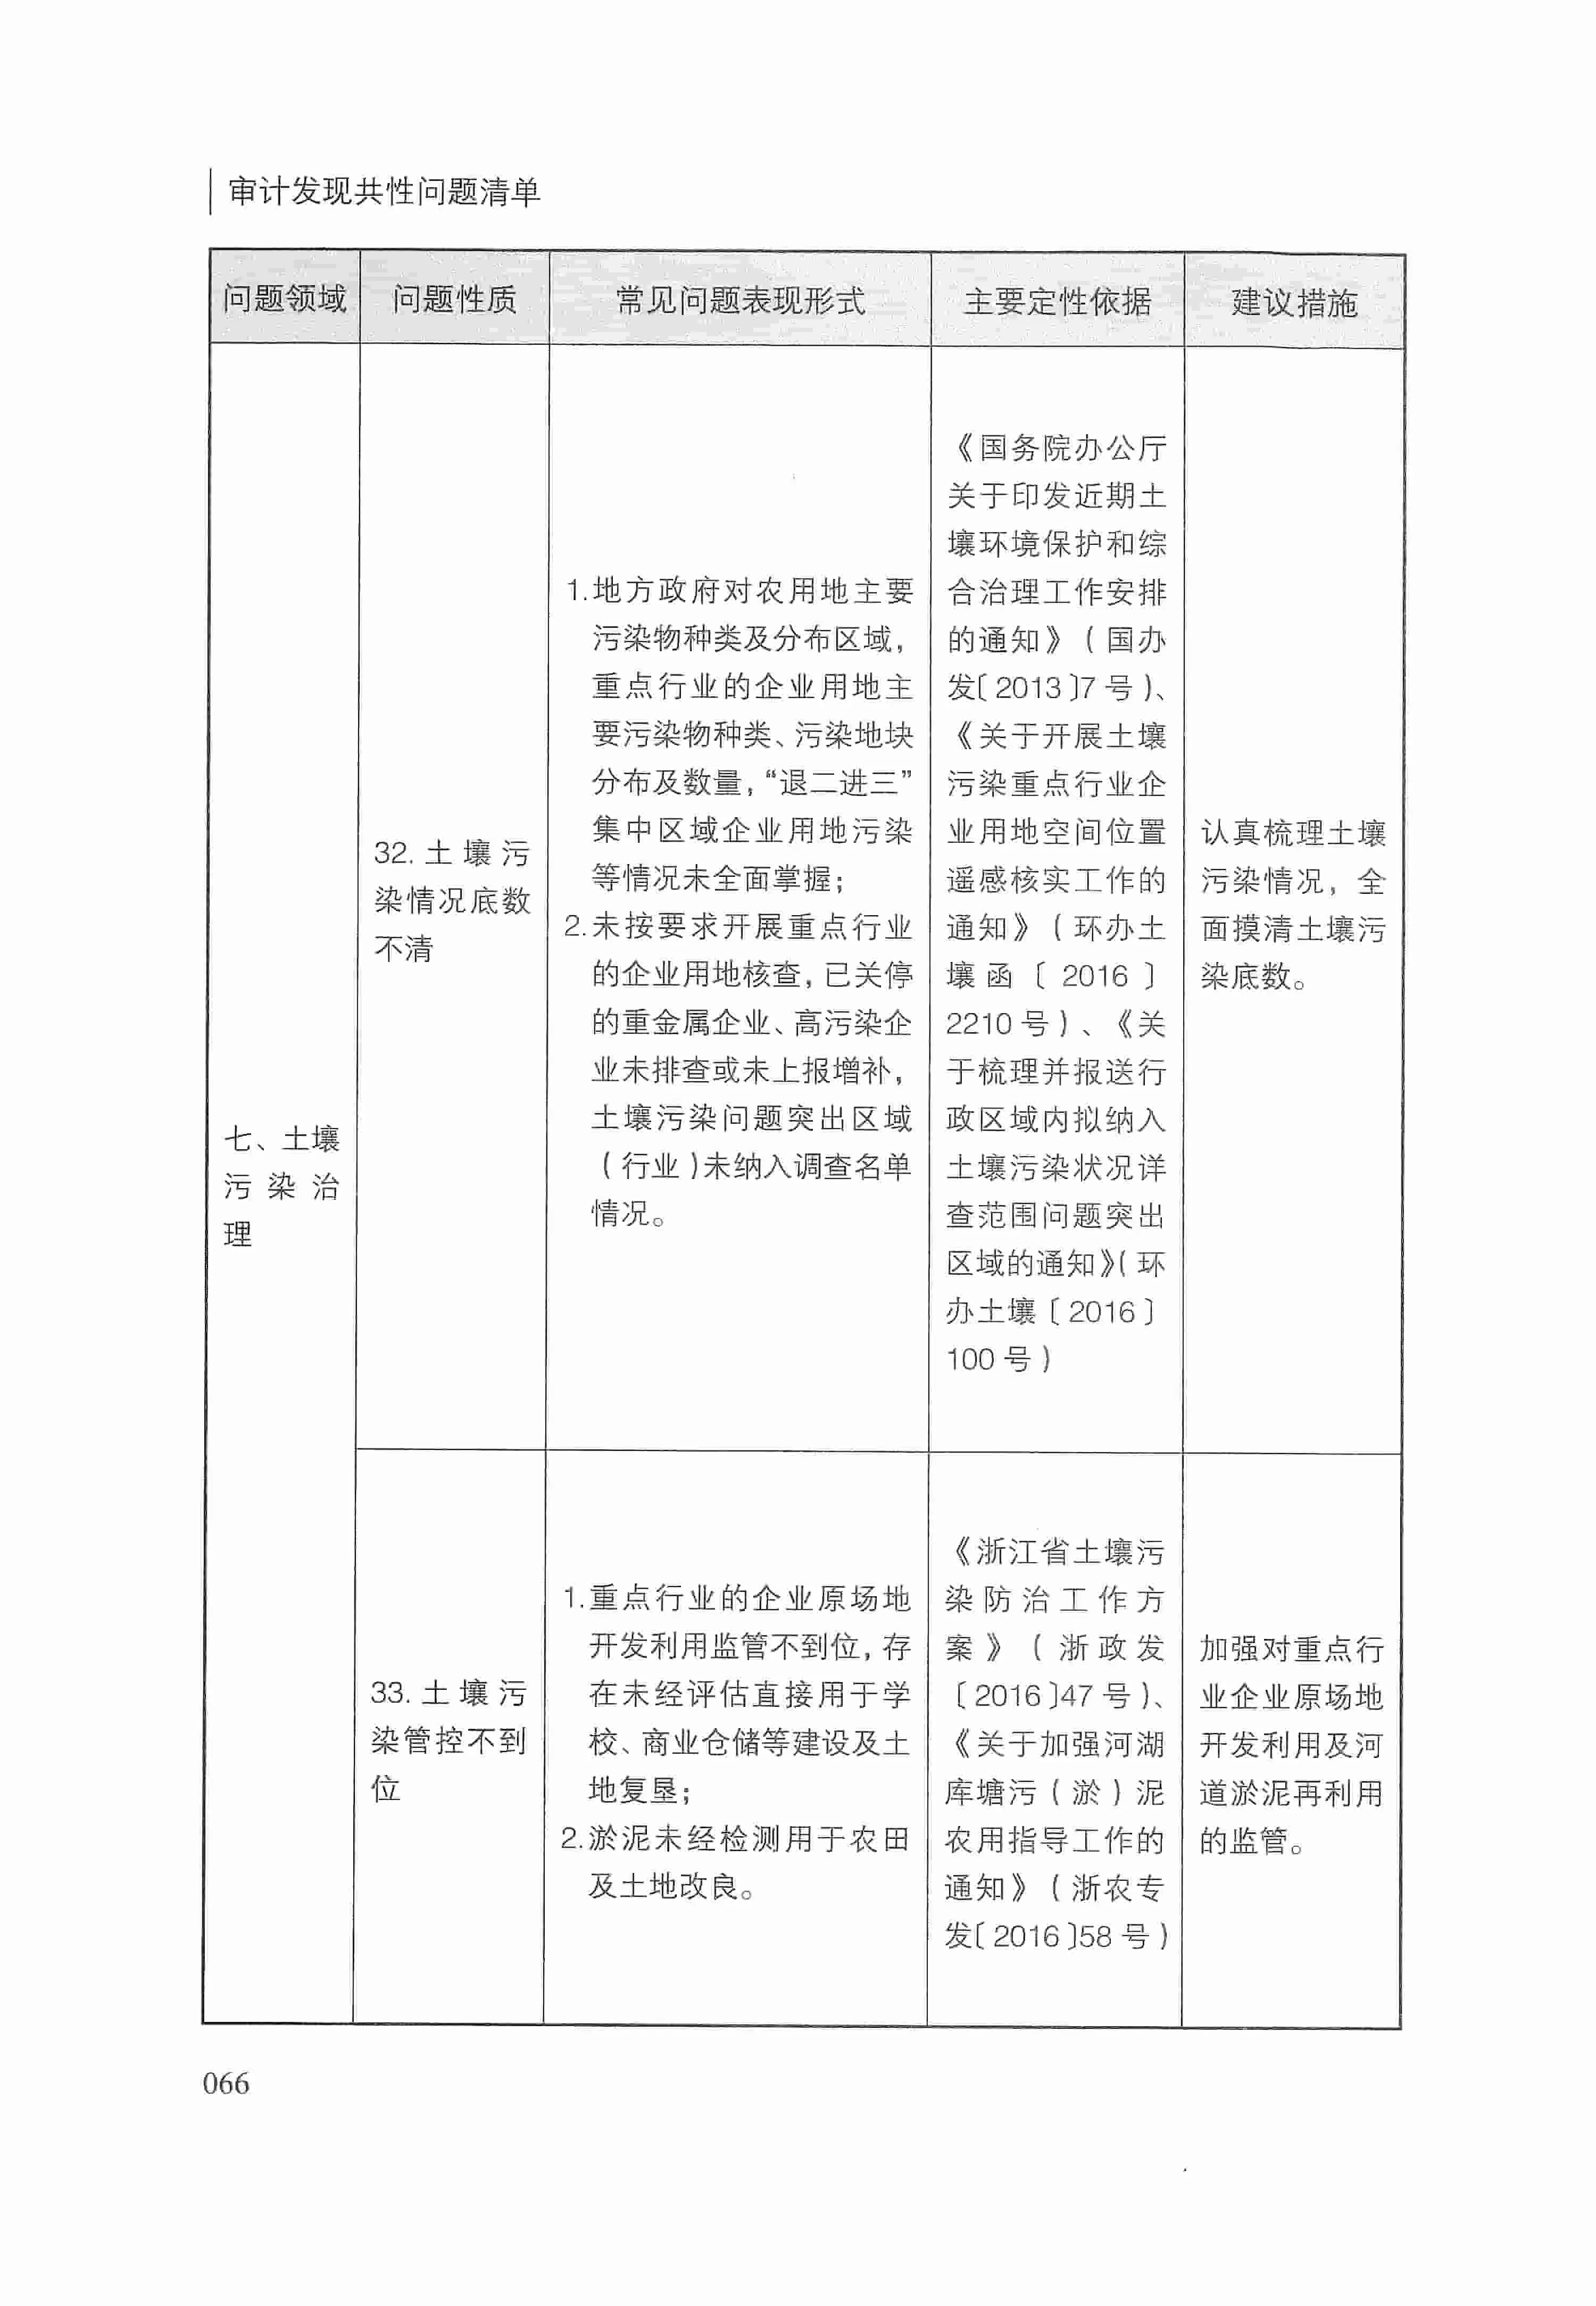 审计发现共性问题清单
问题领域 问题性质 常见问题表现形式 主要定性依据 建议措施
七、土壤
污染治
理
32.土壤污
染情况底数
不清
1.地方政府对农用地主要
污染物种类及分布区域，
重点行业的企业用地主
要污染物种类、污染地块
分布及数量，“退二进三”
集中区域企业用地污染
等情况未全面掌握；
2.未按要求开展重点行业
的企业用地核查，已关停
的重金属企业、高污染企
业未排查或未上报增补，
土壤污染问题突出区域
（行业）未纳入调查名单
情况。
《国务院办公厅
关于印发近期土
壤环境保护和综
合治理工作安排
的通知》（国办
发〔2013〕7号）、
《关于开展土壤
污染重点行业企
业用地空间位置
遥感核实工作的
通知》（环办土
壤函〔2016〕
2210号）、《关
于梳理并报送行
政区域内拟纳入
土壤污染状况详
查范围问题突出
区域的通知》（环
办土壤〔2016〕
100号）
认真梳理土壤
污染情况，全
面摸清土壤污
染底数。
33.土壤污
染管控不到
位
1.重点行业的企业原场地
开发利用监管不到位，存
在未经评估直接用于学
校、商业仓储等建设及土
地复垦；
2.淤泥未经检测用于农田
及土地改良。
《浙江省土壤污
染防治工作方
案》（浙政发
〔2016〕47号）、
《关于加强河湖
库塘污（淤）泥
农用指导工作的
通知》（浙农专
发〔2016〕58号）
加强对重点行
业企业原场地
开发利用及河
道淤泥再利用
的监管。
066